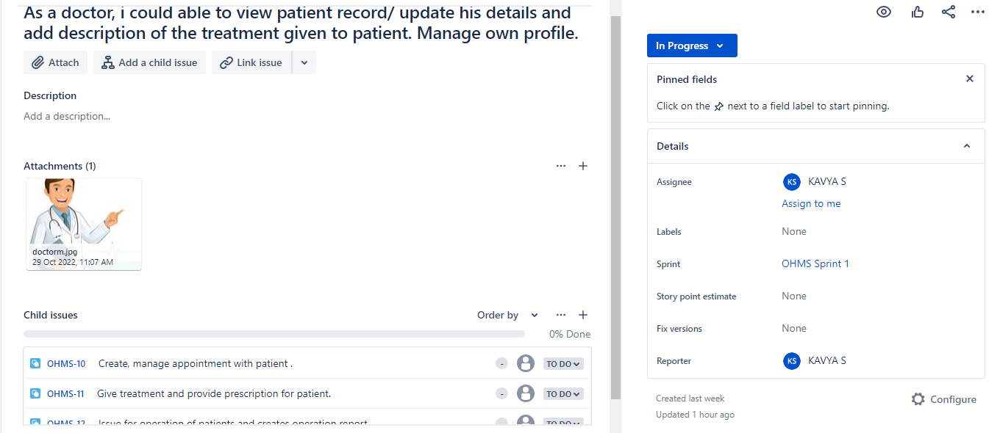 As a doctor, i could able to view patient record/ update his details and
add description of the treatment given to patient. Manage own profile.
Attach
Add a child issue
Link issue
Description
Add a description...
Attachments (1)
doctorm.jpg
29 Oct 2022, 11:07 AM
Child issues
Order by
0% Done
OHMS-10 Create, manage appointment with patient . - TO DO
OHMS-11 Give treatment and provide prescription for patient. - TO DO
OHMS-12 Issue for operation of patients and creates operation report TO DO
In Progress
Pinned fields
Click on the next to a field label to start pinning.
Details
Assignee KS KAVYA S
Assign to me
Labels None
Sprint OHMS Sprint 1
Story point estimate None
Fix versions None
Reporter KS KAVYA S
Created last week
Updated 1 hour ago
Configure